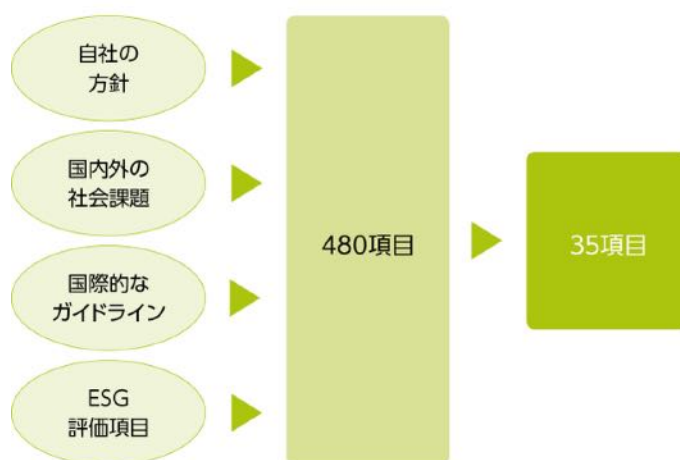 自社の
方針
国内外の
社会課題
国際的な
ガイドライン
ESG
評価項目
480項目
35項目